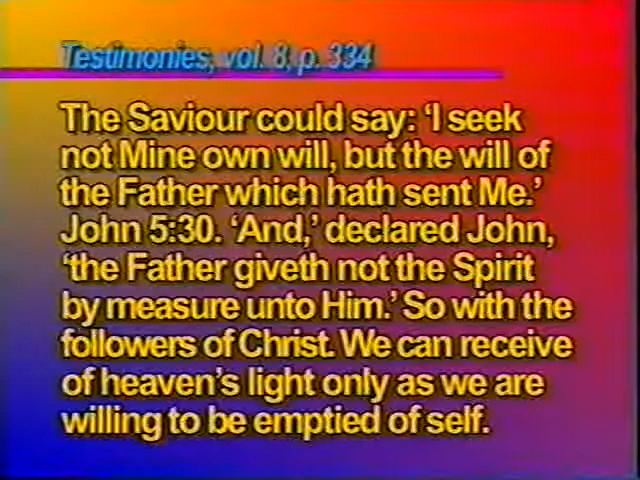 Testimonies, vol. 8, p. 334
The Saviour could say: ‘I seek
not Mine own will, but the will of
the Father which hath sent Me.’
John 5:30. ‘And,’ declared John,
‘the Father giveth not the Spirit
by measure unto Him.’ So with the
followers of Christ. We can receive
of heaven’s light only as we are
willing to be emptied of self.